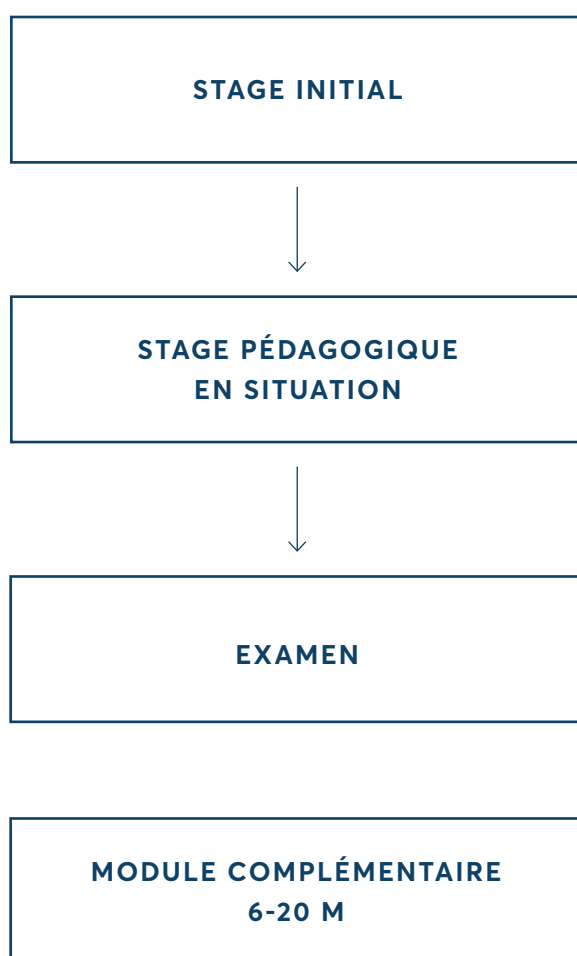 STAGE INITIAL
STAGE PÉDAGOGIQUE
EN SITUATION
EXAMEN
MODULE COMPLÉMENTAIRE
6-20 M